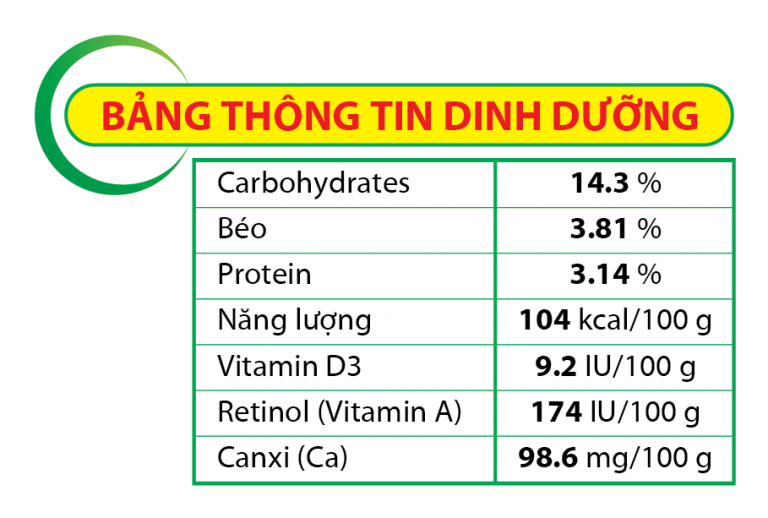 BẢNG THÔNG TIN DINH DƯỠNG
Carbohydrates 14.3 %
Béo 3.81 %
Protein 3.14 %
Năng lượng 104 kcal/100 g
Vitamin D3 9.2 IU/100 g
Retinol (Vitamin A) 174 IU/100 g
Canxi (Ca) 98.6 mg/100 g